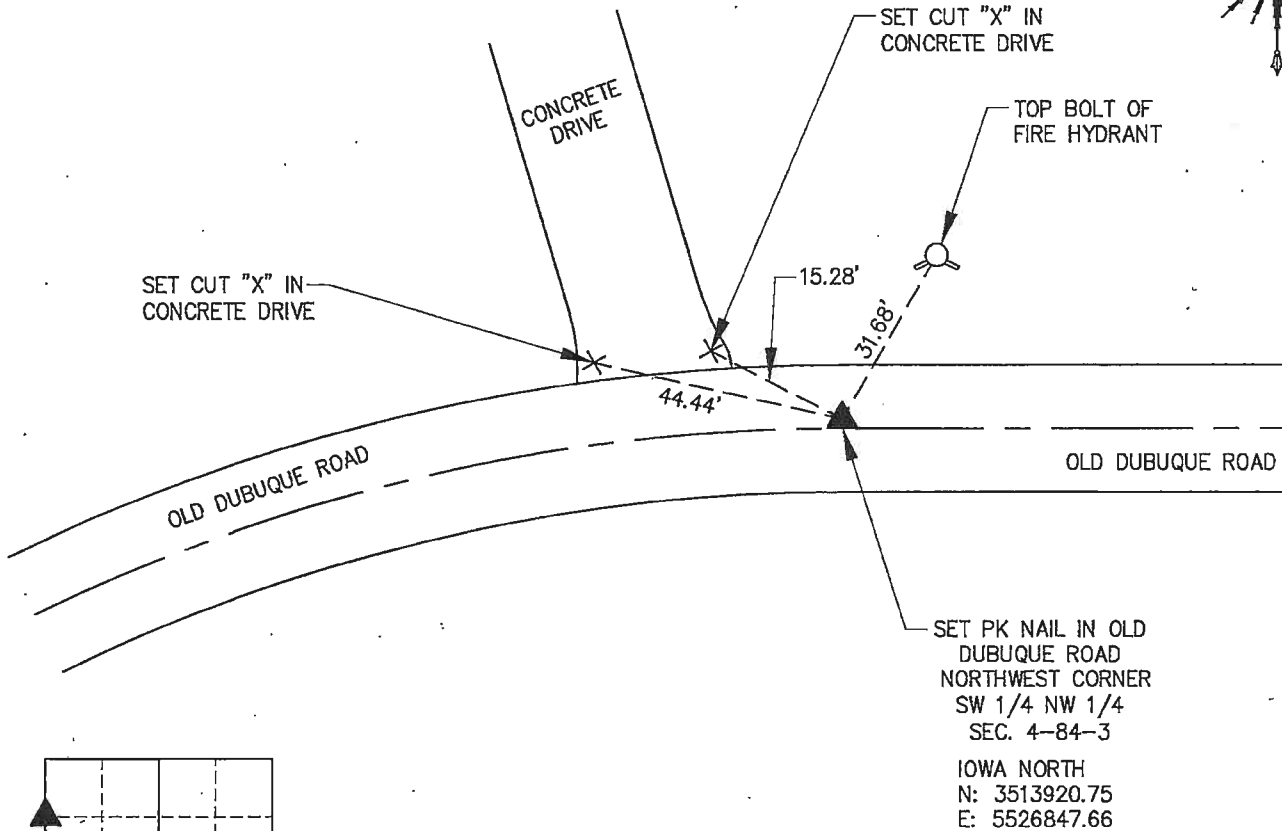 SET CUT "X" IN
CONCRETE DRIVE
CONCRETE
DRIVE
TOP BOLT OF
FIRE HYDRANT
SET CUT "X" IN
CONCRETE DRIVE
15.28'
31.68'
44.44'
OLD DUBUQUE ROAD
OLD DUBUQUE ROAD
SET PK NAIL IN OLD
DUBUQUE ROAD
NORTHWEST CORNER
SW 1/4 NW 1/4
SEC. 4-84-3
IOWA NORTH
N: 3513920.75
E: 5526847.66